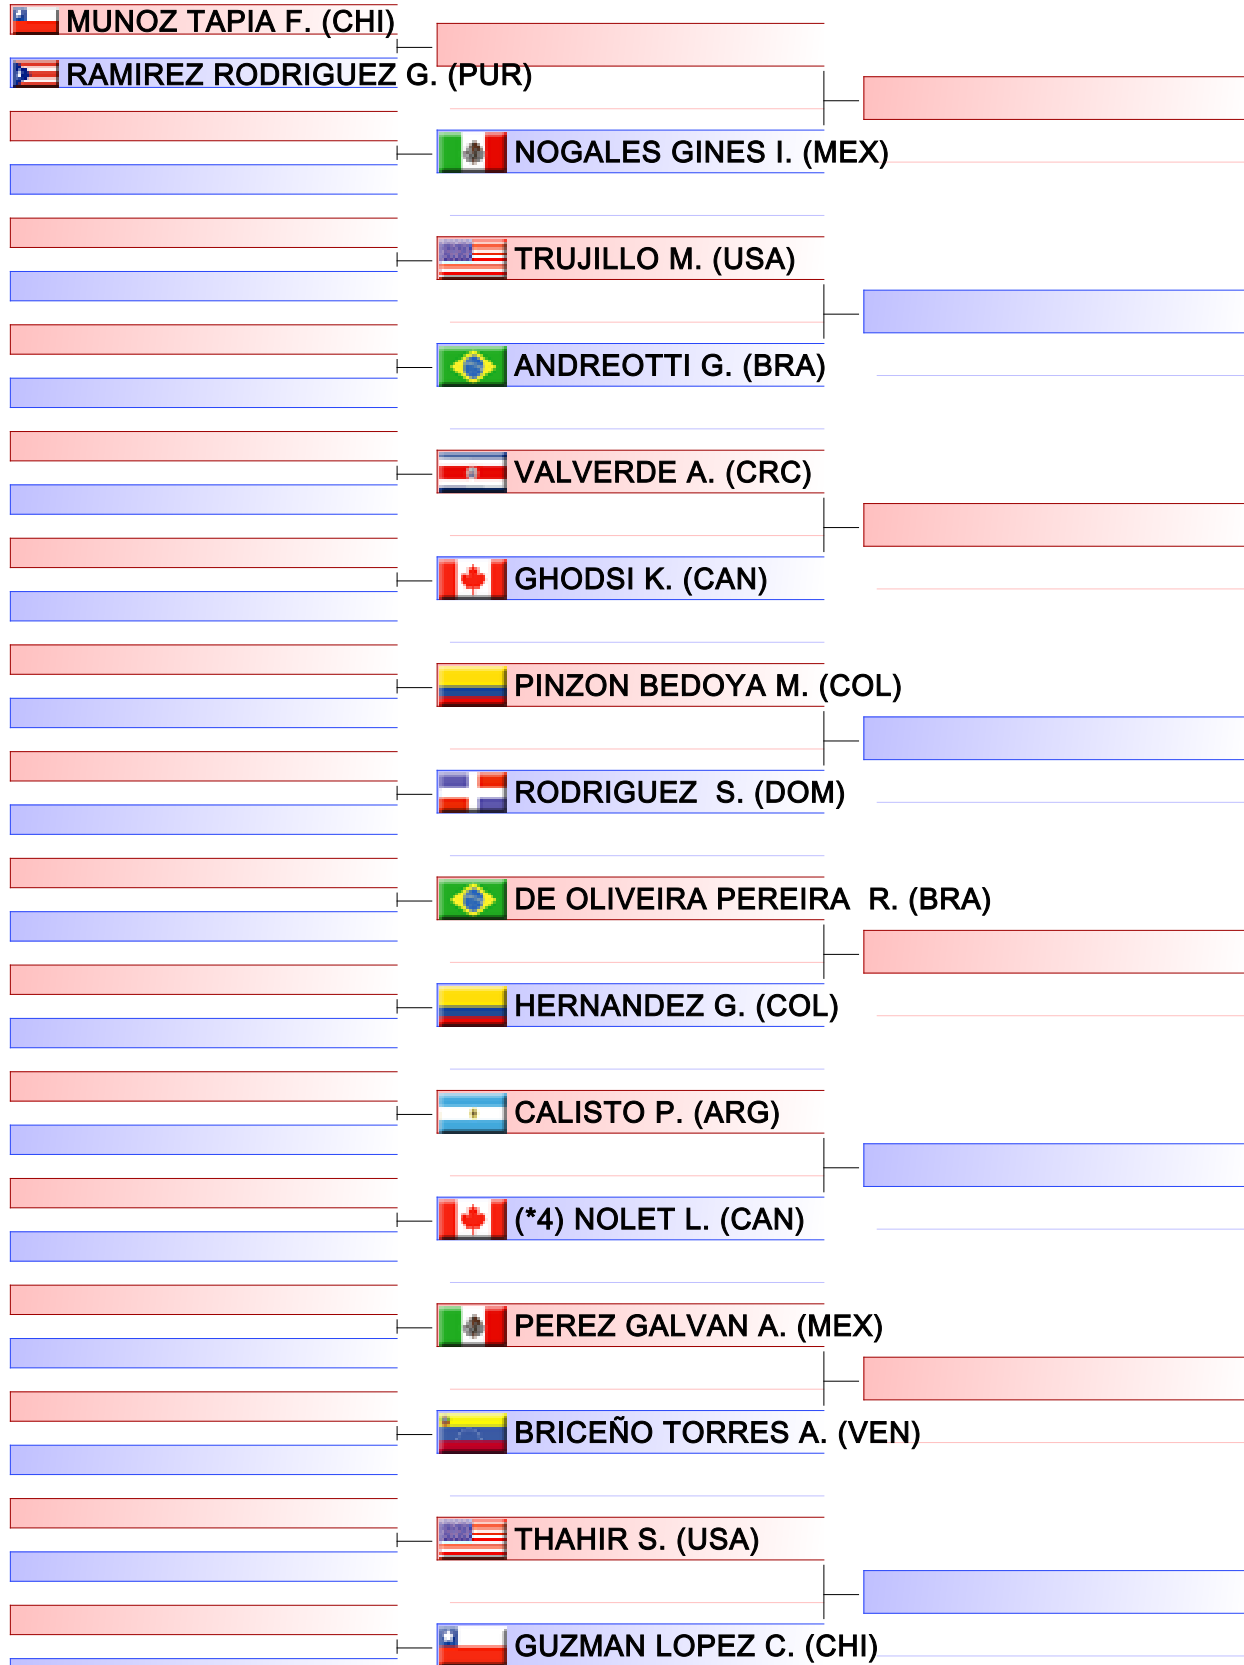 MUNOZ TAPIA F. (CHI)
RAMIREZ RODRIGUEZ G. (PUR)
NOGALES GINES I. (MEX)
TRUJILLO M. (USA)
ANDREOTTI G. (BRA)
VALVERDE A. (CRC)
GHODSI K. (CAN)
PINZON BEDOYA M. (COL)
RODRIGUEZ  S. (DOM)
DE OLIVEIRA PEREIRA  R. (BRA)
HERNANDEZ G. (COL)
CALISTO P. (ARG)
(*4) NOLET L. (CAN)
PEREZ GALVAN A. (MEX)
BRICEÑO TORRES A. (VEN)
THAHIR S. (USA)
GUZMAN LOPEZ C. (CHI)